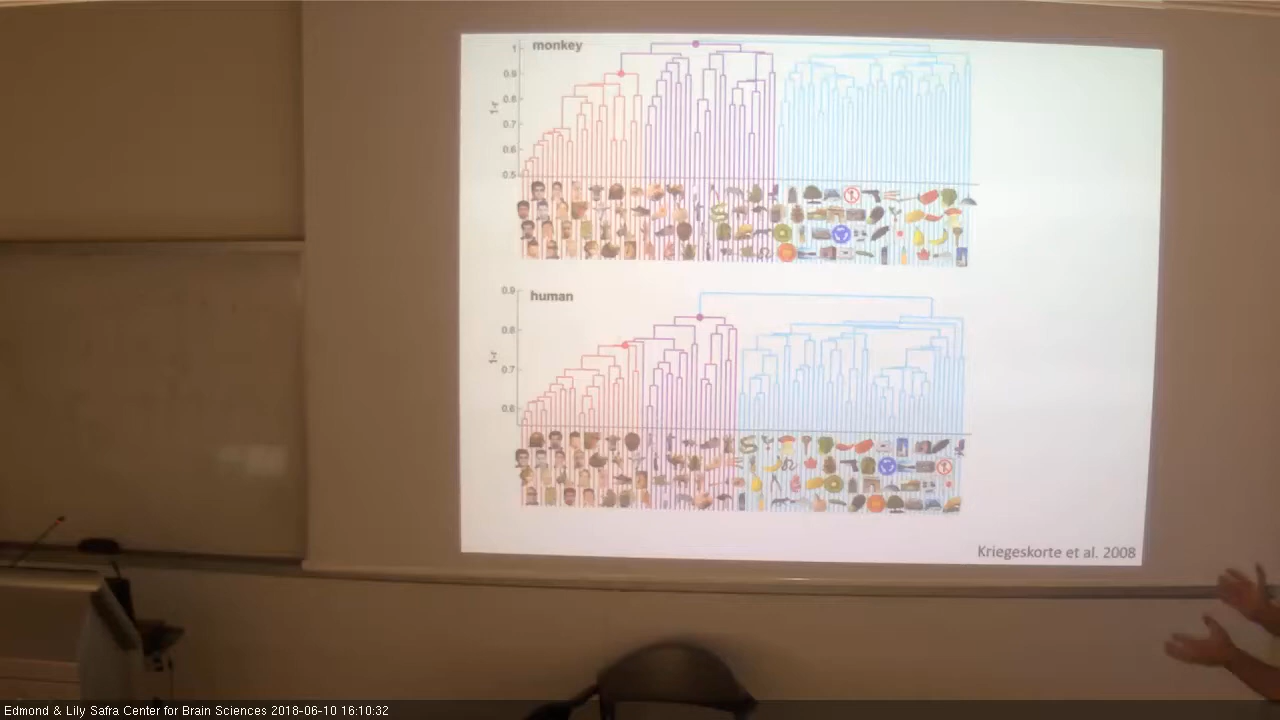 monkey
1
0.9
0.8
0.7
0.6
0.5
1-r
human
0.9
0.8
0.7
0.6
1-r
Kriegeskorte et al. 2008
Edmond & Lily Safra Center for Brain Sciences 2018-06-10 16:10:32